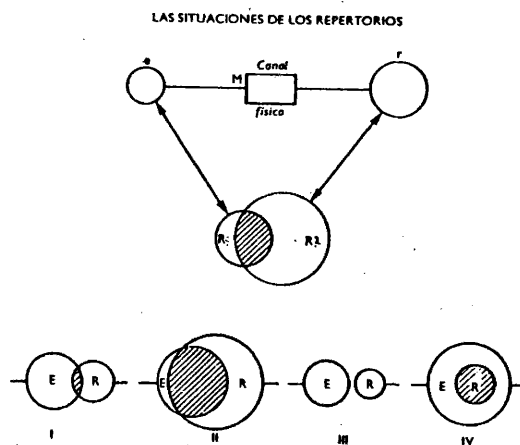 LAS SITUACIONES DE LOS REPERTORIOS
e r
M Canal
físico
R R2
E R E R E R E R
I II III IV